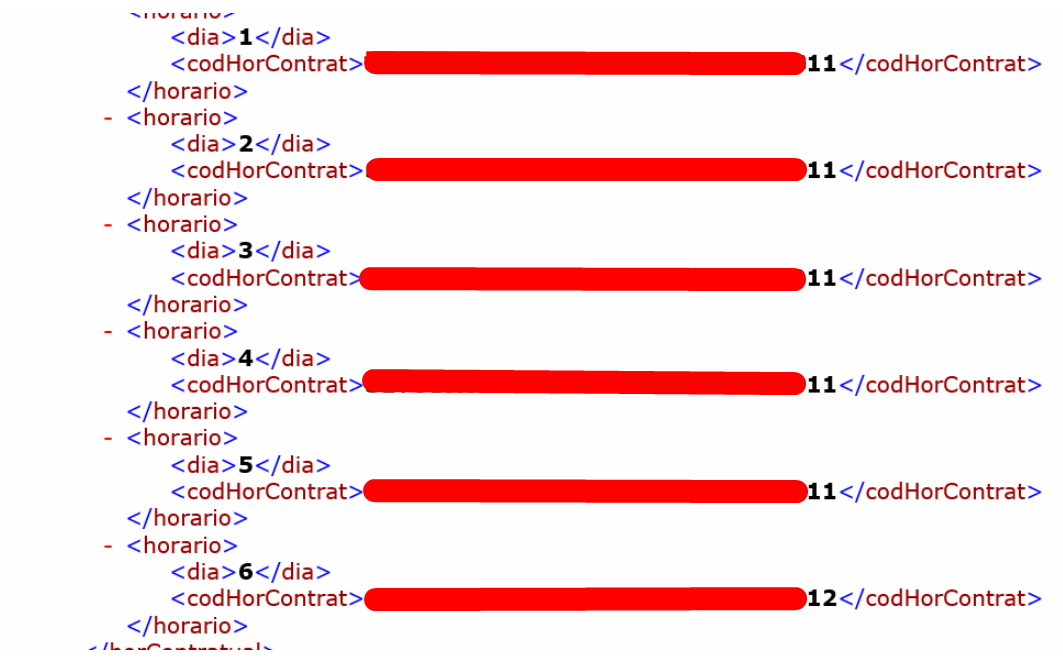 <horario>
<dia>1</dia>
<codHorContrat>11</codHorContrat>
</horario>
- <horario>
<dia>2</dia>
<codHorContrat>11</codHorContrat>
</horario>
- <horario>
<dia>3</dia>
<codHorContrat>11</codHorContrat>
</horario>
- <horario>
<dia>4</dia>
<codHorContrat>11</codHorContrat>
</horario>
- <horario>
<dia>5</dia>
<codHorContrat>11</codHorContrat>
</horario>
- <horario>
<dia>6</dia>
<codHorContrat>12</codHorContrat>
</horario>
</horContratual>